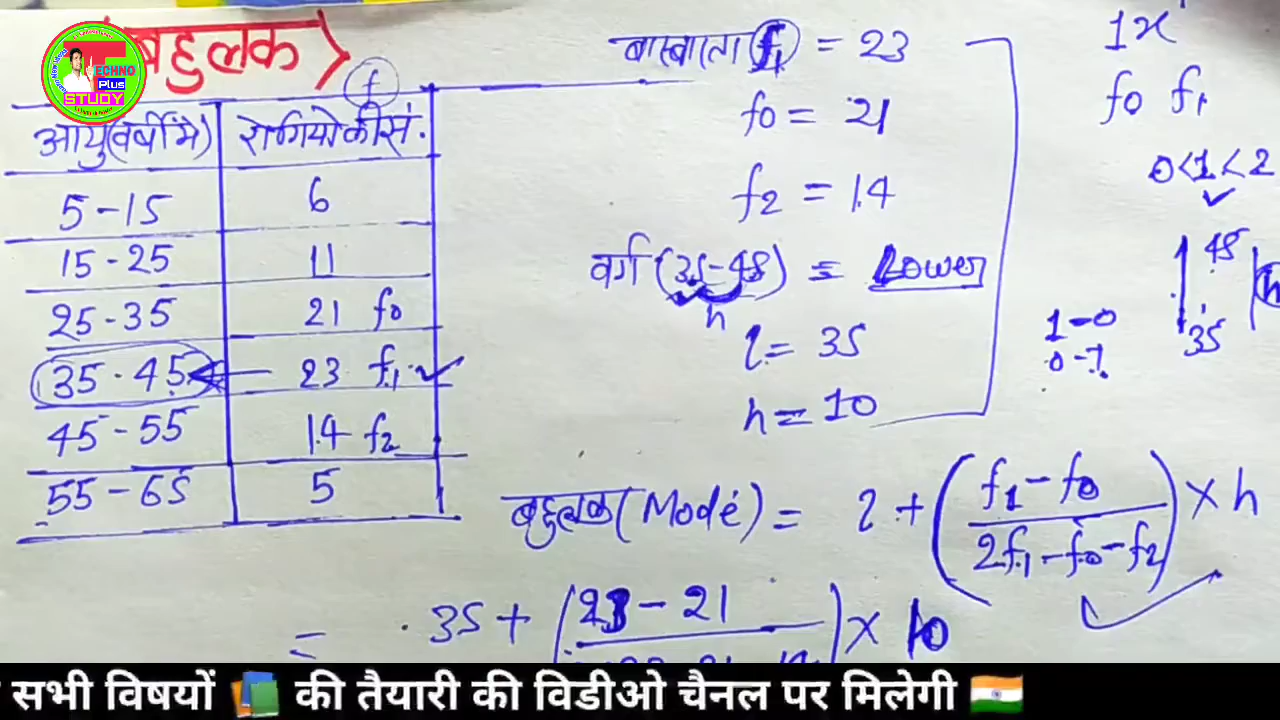 बहुलक
TECHNO
Plus
STUDY
f
आयु(वर्षो में) रोगियो की सं.
5-15 6
15-25 11
25-35 21 f0
35-45 23 f1
45-55 14 f2
55-65 5
बारम्बारता f1 = 23
f0 = 21
f2 = 14
वर्ग (35-45) = Lower
h
l = 35
h = 10
1x
f0 f1
0<1<2
45
h
35
1-0
बहुलक (Mode) = l + (f1-f0 / 2f1-f0-f2) × h
= 35 + (23-21 × 10
सभी विषयों की तैयारी की विडीओ चैनल पर मिलेगी